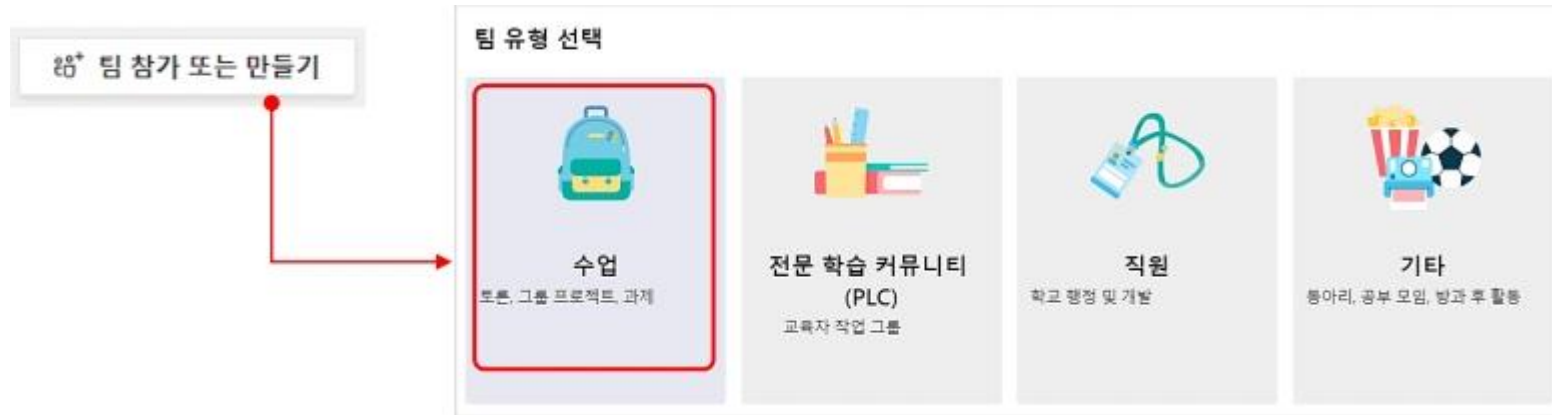 팀 참가 또는 만들기
팀 유형 선택
수업
토론, 그룹 프로젝트, 과제
전문 학습 커뮤니티
(PLC)
교육자 작업 그룹
직원
학교 행정 및 개발
기타
동아리, 공부 모임, 방과 후 활동